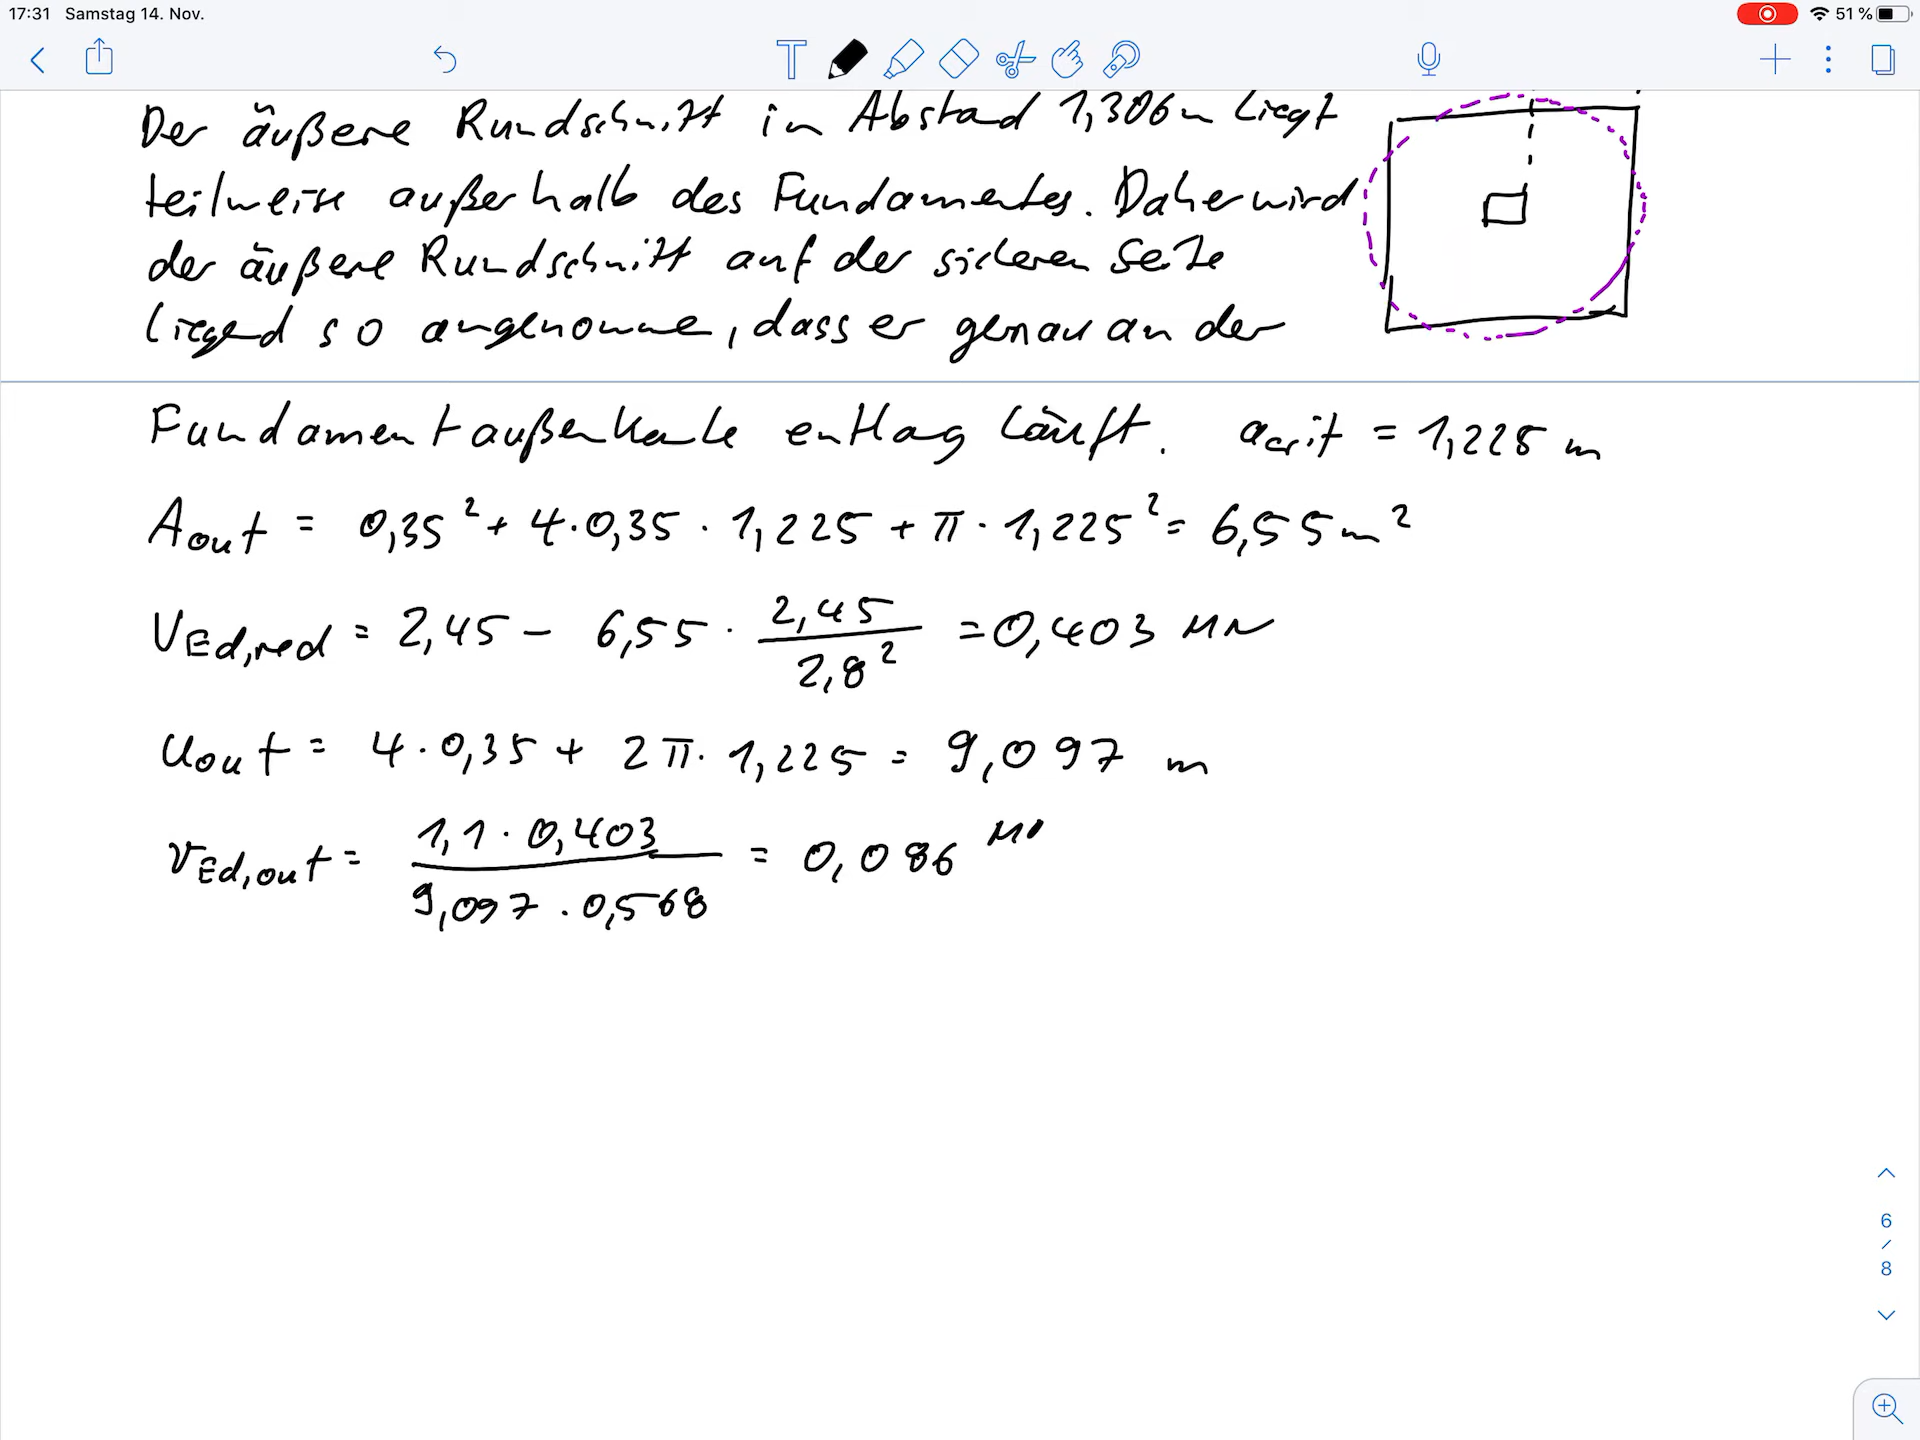 17:31 Samstag 14. Nov. 51 %
Der äußere Rundschnitt im Abstand 1,306m liegt
teilweise außerhalb des Fundamentes. Daher wird
der äußere Rundschnitt auf der sicheren Seite
liegend so angenomme, dass er genau an der
Fundamentaußenkante entlag läuft. acrit = 1,225 m
Aout = 0,35² + 4·0,35 · 1,225 + π · 1,225² = 6,55 m²
VEd,red = 2,45 – 6,55 · 2,45 / 2,8² = 0,403 MN
uout = 4·0,35 + 2π· 1,225 = 9,097 m
vEd,out = 1,1 · 0,403 / 9,097 · 0,568 = 0,086
6
/
8